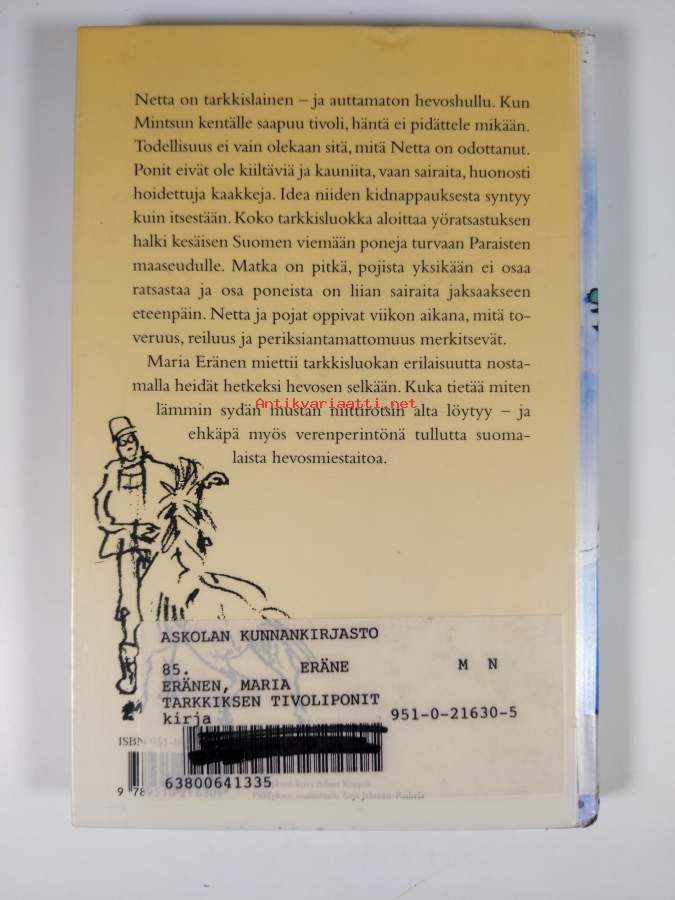 Netta on tarkkislainen – ja auttamaton hevoshullu. Kun
Mintsun kentälle saapuu tivoli, häntä ei pidättele mikään.
Todellisuus ei vain olekaan sitä, mitä Netta on odottanut.
Ponit eivät ole kiiltäviä ja kauniita, vaan sairaita, huonosti
hoidettuja kaakkeja. Idea niiden kidnappauksesta syntyy
kuin itsestään. Koko tarkkisluokka aloittaa yöratsastuksen
halki kesäisen Suomen viemään poneja turvaan Paraisten
maaseudulle. Matka on pitkä, pojista yksikään ei osaa
ratsastaa ja osa poneista on liian sairaita jaksaakseen
eteenpäin. Netta ja pojat oppivat viikon aikana, mitä to-
veruus, reiluus ja periksiantamattomuus merkitsevät.
Maria Eränen miettii tarkkisluokan erilaisuutta nosta-
malla heidät hetkeksi hevosen selkään. Kuka tietää miten
Antikvariaatti.net
lämmin sydän mustan niittirotsin alta löytyy – ja
ehkäpä myös verenperintönä tullutta suoma-
laista hevosmiestaitoa.
ASKOLAN KUNNANKIRJASTO
85. ERÄNE M N
ERÄNEN, MARIA
TARKKIKSEN TIVOLIPONIT
kirja 951-0-21630-5
ISBN 951-0
63800641335
9 789510 216309